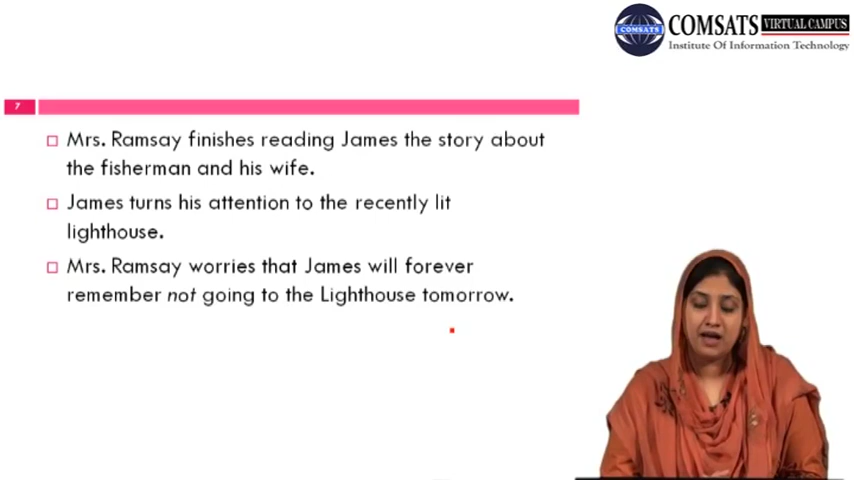 COMSATS
COMSATS VIRTUAL CAMPUS
Institute Of Information Technology
7
Mrs. Ramsay finishes reading James the story about
the fisherman and his wife.
James turns his attention to the recently lit
lighthouse.
Mrs. Ramsay worries that James will forever
remember not going to the Lighthouse tomorrow.